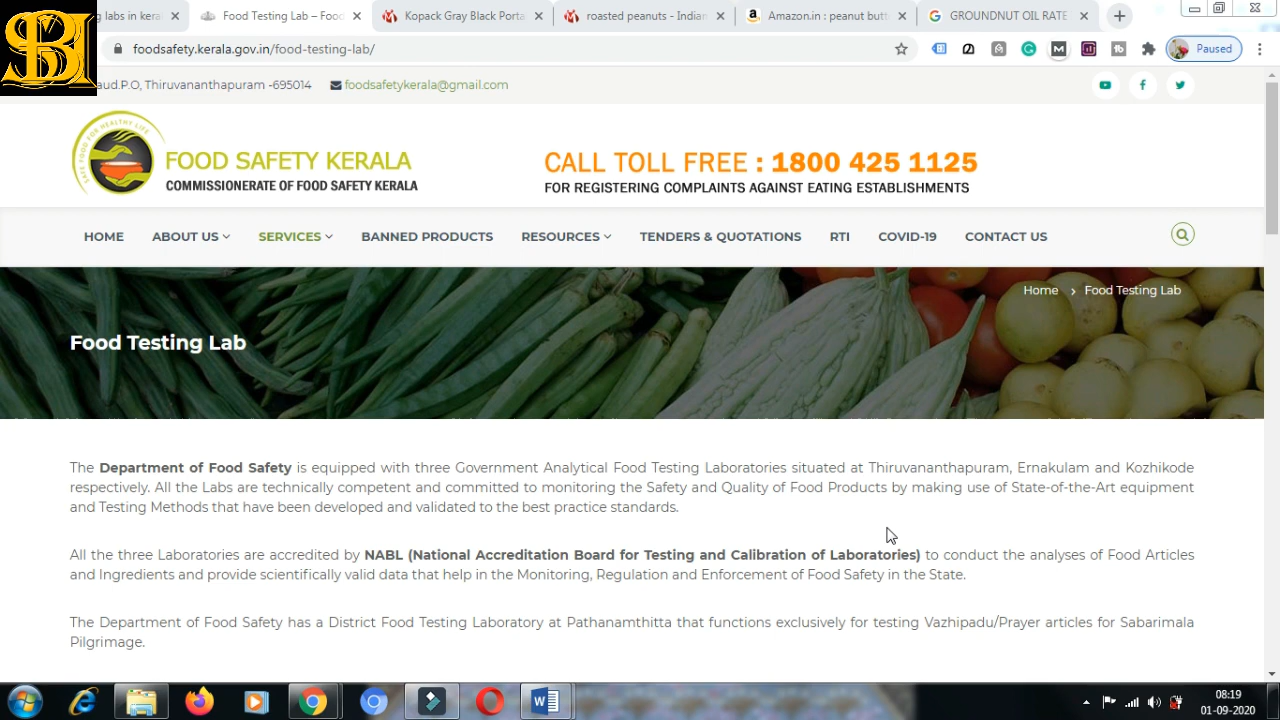 g labs in kera
Food Testing Lab – Foo
Kopack Gray Black Porta
roasted peanuts - Indian
Amazon.in : peanut butt
GROUNDNUT OIL RATE
foodsafety.kerala.gov.in/food-testing-lab/
Paused
aud.P.O, Thiruvananthapuram -695014
foodsafetykerala@gmail.com
SAFE FOOD FOR HEALTHY LIFE
FOOD SAFETY KERALA
COMMISSIONERATE OF FOOD SAFETY KERALA
CALL TOLL FREE : 1800 425 1125
FOR REGISTERING COMPLAINTS AGAINST EATING ESTABLISHMENTS
HOME ABOUT US SERVICES BANNED PRODUCTS RESOURCES TENDERS & QUOTATIONS RTI COVID-19 CONTACT US
Home › Food Testing Lab
Food Testing Lab
The Department of Food Safety is equipped with three Government Analytical Food Testing Laboratories situated at Thiruvananthapuram, Ernakulam and Kozhikode
respectively. All the Labs are technically competent and committed to monitoring the Safety and Quality of Food Products by making use of State-of-the-Art equipment
and Testing Methods that have been developed and validated to the best practice standards.
All the three Laboratories are accredited by NABL (National Accreditation Board for Testing and Calibration of Laboratories) to conduct the analyses of Food Articles
and Ingredients and provide scientifically valid data that help in the Monitoring, Regulation and Enforcement of Food Safety in the State.
The Department of Food Safety has a District Food Testing Laboratory at Pathanamthitta that functions exclusively for testing Vazhipadu/Prayer articles for Sabarimala
Pilgrimage.
08:19
01-09-2020